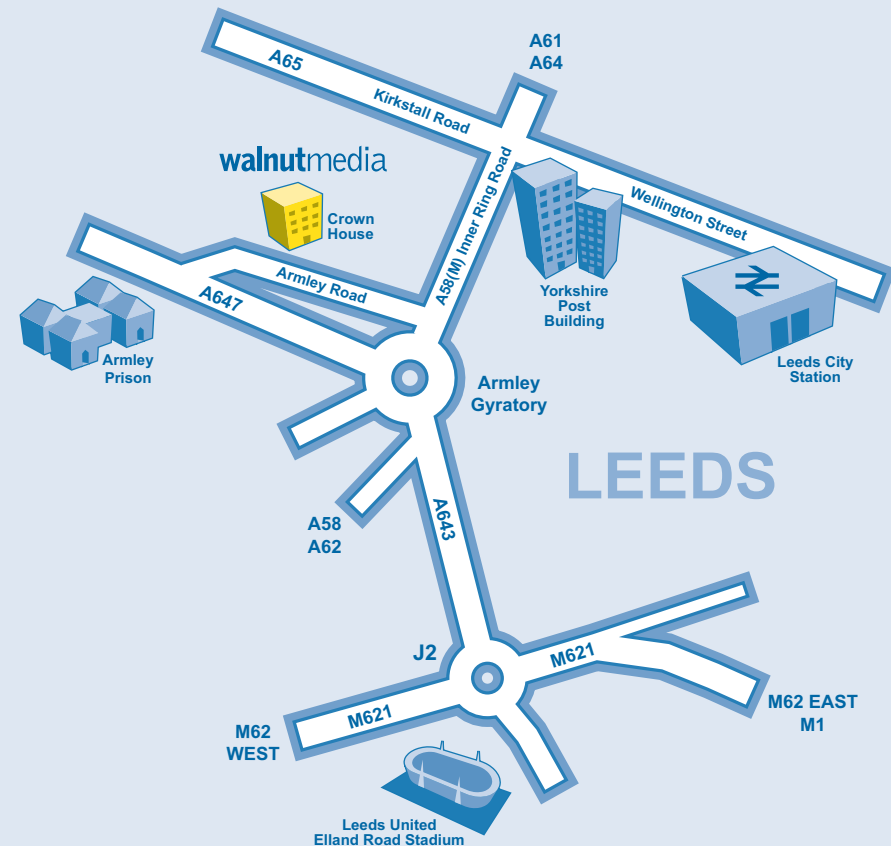 A61
A64
A65
Kirkstall Road
walnutmedia
Crown
House
A58(M) Inner Ring Road
Wellington Street
Armley Road
A647
Yorkshire
Post
Building
Armley
Prison
Leeds City
Station
Armley
Gyratory
LEEDS
A58
A62
A643
J2
M621
M621
M62 EAST
M1
M62
WEST
Leeds United
Elland Road Stadium